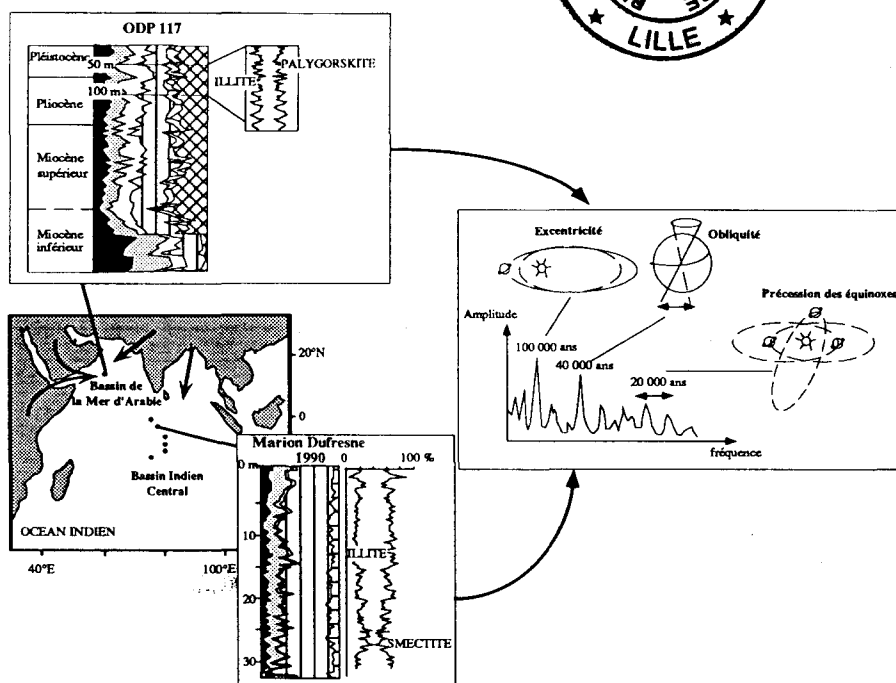 LILLE
ODP 117
Pléistocène
50 m
100 m
Pliocène
Miocène
supérieur
Miocène
inférieur
ILLITE
PALYGORSKITE
Excentricité
Obliquité
Précession des équinoxes
Amplitude
100 000 ans
40 000 ans
20 000 ans
fréquence
20°N
0
Bassin de
la Mer d'Arabie
Bassin Indien
Central
OCEAN INDIEN
40°E
100°E
Marion Dufresne
1990
0
100 %
0 m
10
20
30
ILLITE
SMECTITE